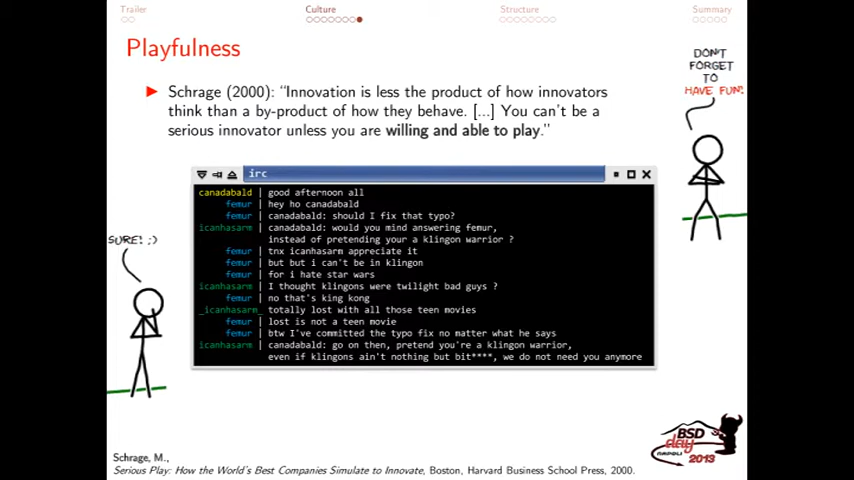 Trailer
Culture
Structure
Summary
Playfulness
DON'T
FORGET
TO
HAVE FUN!
Schrage (2000): “Innovation is less the product of how innovators
think than a by-product of how they behave. [...] You can't be a
serious innovator unless you are willing and able to play.”
irc
canadabald | good afternoon all
femur | hey ho canadabald
femur | canadabald: should I fix that typo?
icanhasarm | canadabald: would you mind answering femur,
instead of pretending your a klingon warrior ?
femur | tnx icanhasarm appreciate it
femur | but but i can't be in klingon
femur | for i hate star wars
icanhasarm | I thought klingons were twilight bad guys ?
femur | no that's king kong
_icanhasarm_ totally lost with all those teen movies
femur | lost is not a teen movie
femur | btw I've committed the typo fix no matter what he says
icanhasarm | canadabald: go on then, pretend you're a klingon warrior,
even if klingons ain't nothing but bit****, we do not need you anymore
SURE! ;)
BSD
day
NAPOLI
2013
Schrage, M.,
Serious Play: How the World's Best Companies Simulate to Innovate, Boston, Harvard Business School Press, 2000.